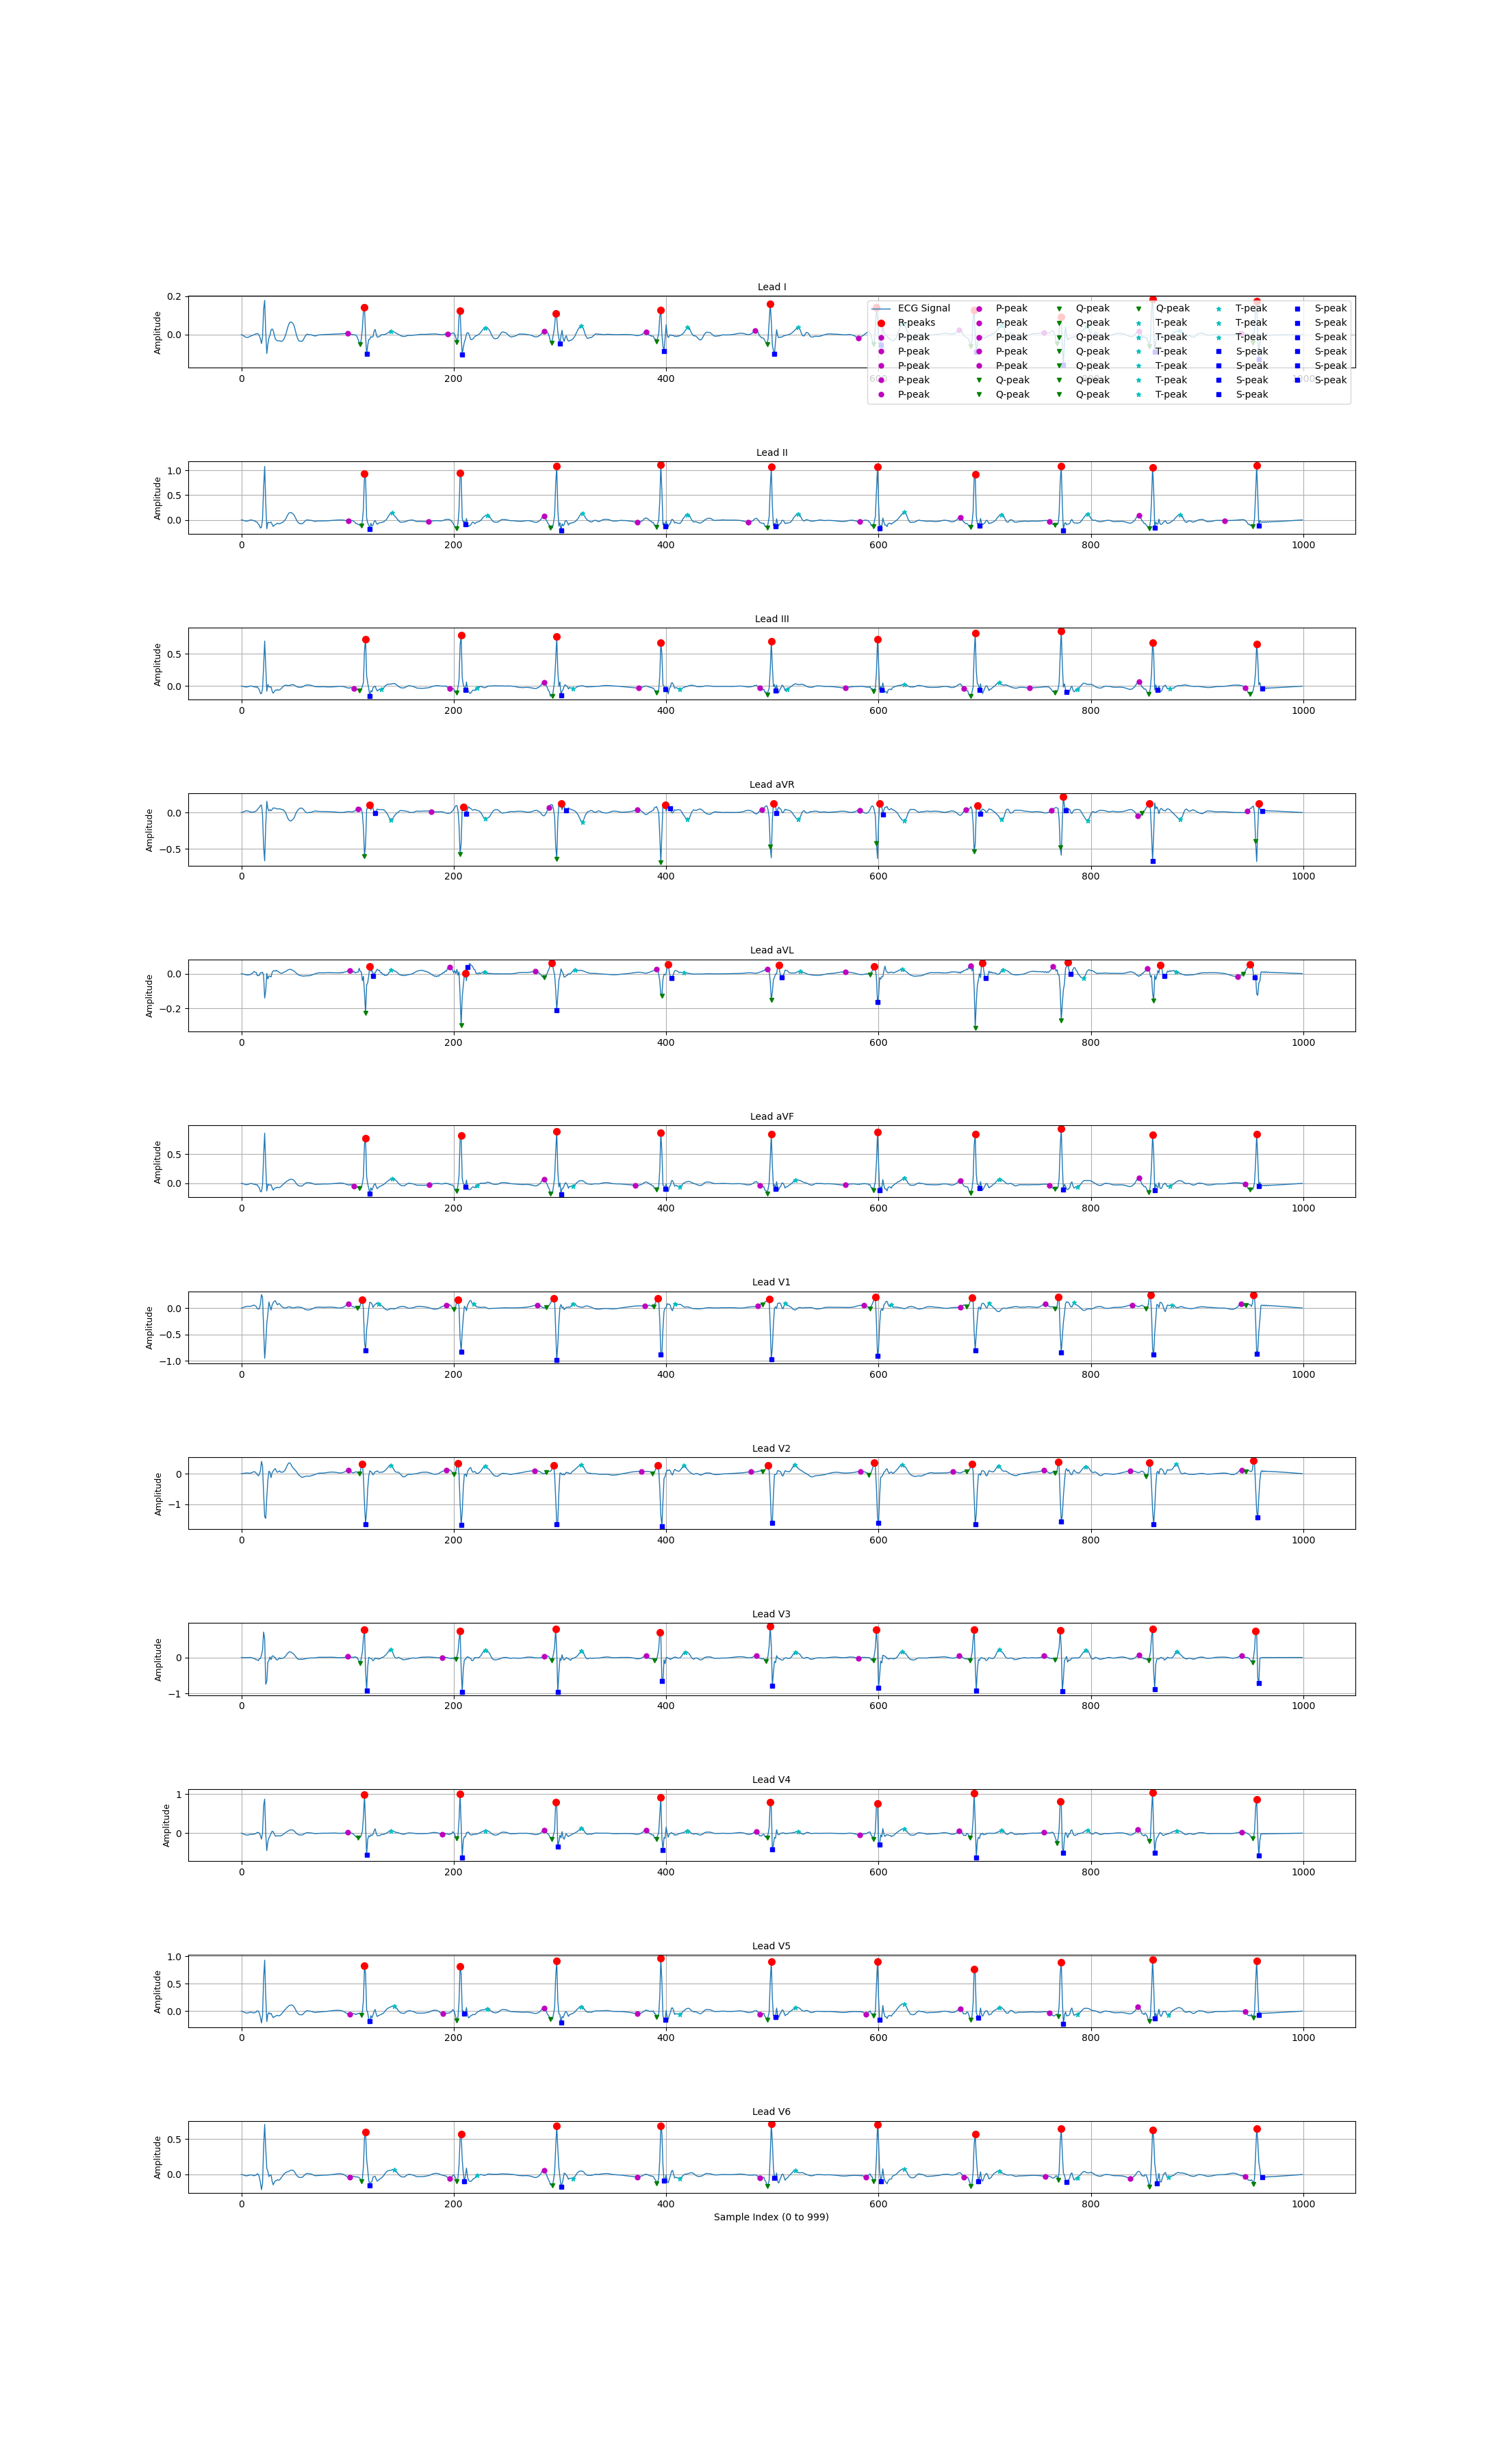 Lead I
Amplitude
0.2
0.0
ECG Signal P-peak Q-peak Q-peak T-peak S-peak
R-peaks P-peak Q-peak T-peak T-peak S-peak
P-peak P-peak Q-peak T-peak T-peak S-peak
P-peak P-peak Q-peak T-peak S-peak S-peak
P-peak P-peak Q-peak T-peak S-peak S-peak
P-peak Q-peak Q-peak T-peak S-peak S-peak
P-peak Q-peak Q-peak T-peak S-peak
0 200 400 600 800 1000
Lead II
Amplitude
1.0
0.5
0.0
0 200 400 600 800 1000
Lead III
Amplitude
0.5
0.0
0 200 400 600 800 1000
Lead aVR
Amplitude
0.0
−0.5
0 200 400 600 800 1000
Lead aVL
Amplitude
0.0
−0.2
0 200 400 600 800 1000
Lead aVF
Amplitude
0.5
0.0
0 200 400 600 800 1000
Lead V1
Amplitude
0.0
−0.5
−1.0
0 200 400 600 800 1000
Lead V2
Amplitude
0
−1
0 200 400 600 800 1000
Lead V3
Amplitude
0
−1
0 200 400 600 800 1000
Lead V4
Amplitude
1
0
0 200 400 600 800 1000
Lead V5
Amplitude
1.0
0.5
0.0
0 200 400 600 800 1000
Lead V6
Amplitude
0.5
0.0
0 200 400 600 800 1000
Sample Index (0 to 999)